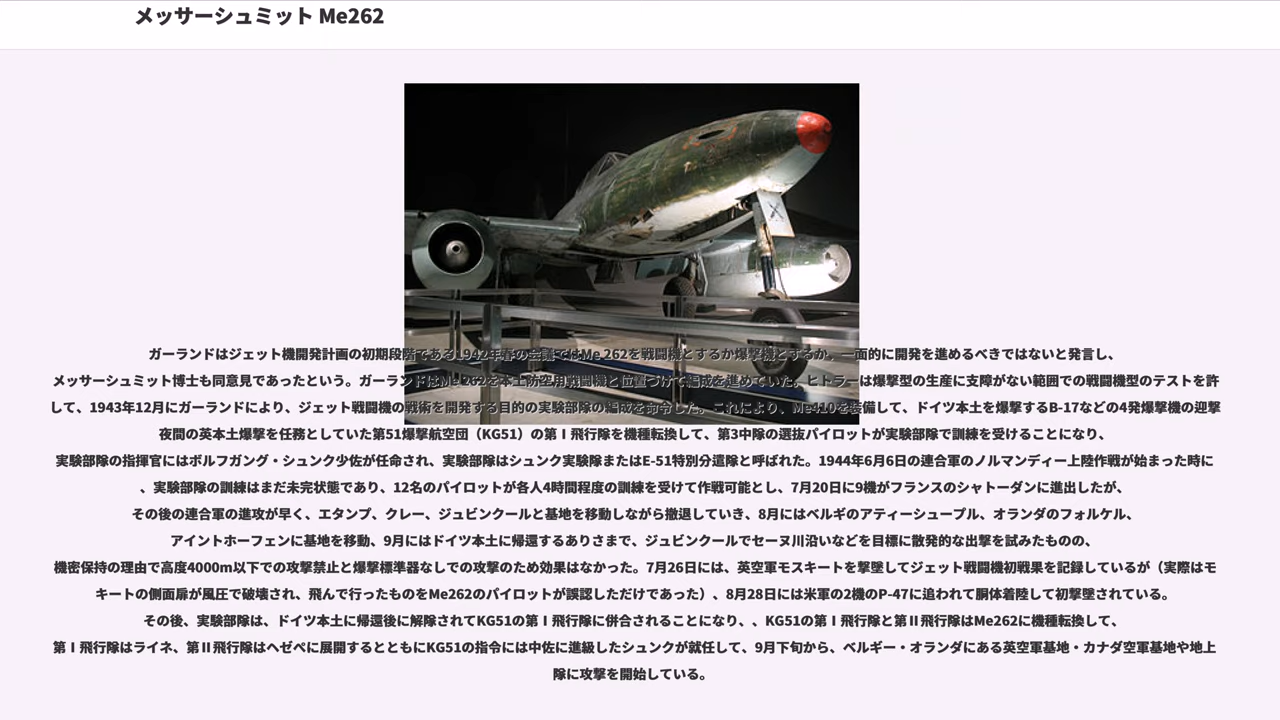 メッサーシュミット Me262
ガーランドはジェット機開発計画の初期段階である1942年春の会議ではMe 262を戦闘機とするか爆撃機とするか、一面的に開発を進めるべきではないと発言し、
メッサーシュミット博士も同意見であったという。ガーランドはMe 262を本土防空用戦闘機と位置づけて編成を進めていた。ヒトラーは爆撃型の生産に支障がない範囲での戦闘機型のテストを許
して、1943年12月にガーランドにより、ジェット戦闘機の戦術を開発する目的の実験部隊の編成を命令した。これにより、Me410を装備して、ドイツ本土を爆撃するB-17などの4発爆撃機の迎撃
夜間の英本土爆撃を任務としていた第51爆撃航空団（KG51）の第Ⅰ飛行隊を機種転換して、第3中隊の選抜パイロットが実験部隊で訓練を受けることになり、
実験部隊の指揮官にはボルフガング・シュンク少佐が任命され、実験部隊はシュンク実験隊またはE-51特別分遣隊と呼ばれた。1944年6月6日の連合軍のノルマンディー上陸作戦が始まった時に
、実験部隊の訓練はまだ未完状態であり、12名のパイロットが各人4時間程度の訓練を受けて作戦可能とし、7月20日に9機がフランスのシャトーダンに進出したが、
その後の連合軍の進攻が早く、エタンプ、クレー、ジュビンクールと基地を移動しながら撤退していき、8月にはベルギのアティーシュープル、オランダのフォルケル、
アイントホーフェンに基地を移動、9月にはドイツ本土に帰還するありさまで、ジュビンクールでセーヌ川沿いなどを目標に散発的な出撃を試みたものの、
機密保持の理由で高度4000m以下での攻撃禁止と爆撃標準器なしでの攻撃のため効果はなかった。7月26日には、英空軍モスキートを撃墜してジェット戦闘機初戦果を記録しているが（実際はモ
キートの側面扉が風圧で破壊され、飛んで行ったものをMe262のパイロットが誤認しただけであった）、8月28日には米軍の2機のP-47に追われて胴体着陸して初撃墜されている。
その後、実験部隊は、ドイツ本土に帰還後に解除されてKG51の第Ⅰ飛行隊に併合されることになり、、KG51の第Ⅰ飛行隊と第Ⅱ飛行隊はMe262に機種転換して、
第Ⅰ飛行隊はライネ、第Ⅱ飛行隊はヘゼペに展開するとともにKG51の指令には中佐に進級したシュンクが就任して、9月下旬から、ベルギー・オランダにある英空軍基地・カナダ空軍基地や地上
隊に攻撃を開始している。